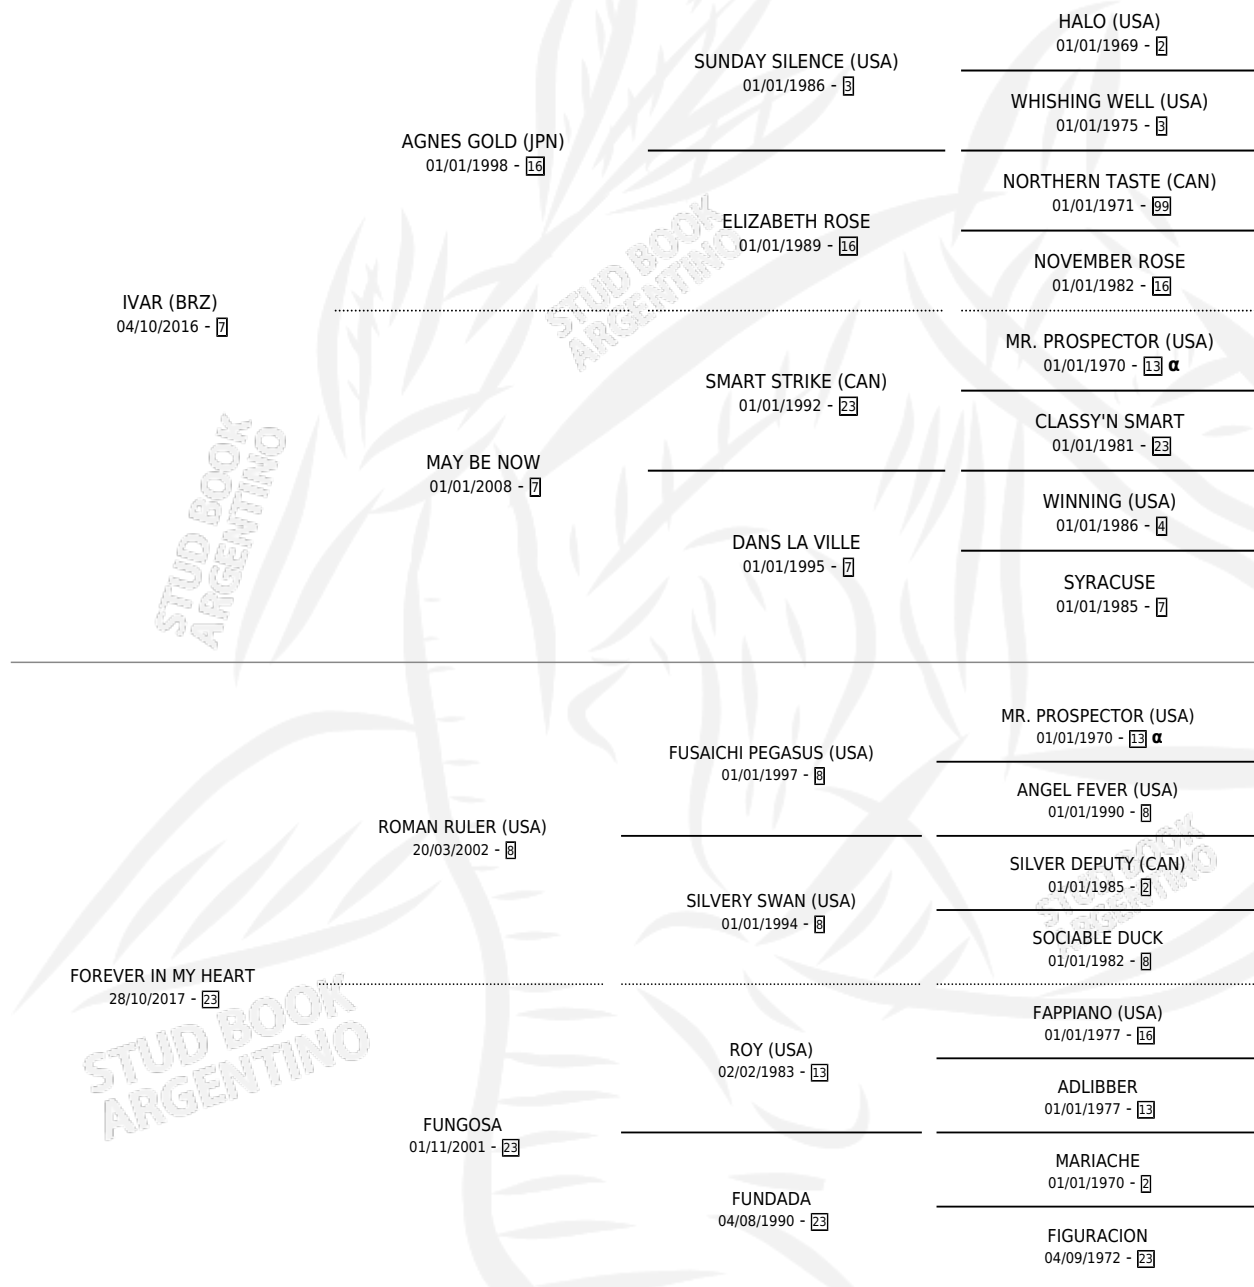 HALO (USA)
01/01/1969 - 2
SUNDAY SILENCE (USA)
01/01/1986 - 3
WHISHING WELL (USA)
01/01/1975 - 3
AGNES GOLD (JPN)
01/01/1998 - 16
NORTHERN TASTE (CAN)
01/01/1971 - 99
ELIZABETH ROSE
01/01/1989 - 16
NOVEMBER ROSE
01/01/1982 - 16
IVAR (BRZ)
04/10/2016 - 7
MR. PROSPECTOR (USA)
01/01/1970 - 13 α
SMART STRIKE (CAN)
01/01/1992 - 23
CLASSY'N SMART
01/01/1981 - 23
MAY BE NOW
01/01/2008 - 7
WINNING (USA)
01/01/1986 - 4
DANS LA VILLE
01/01/1995 - 7
SYRACUSE
01/01/1985 - 7
MR. PROSPECTOR (USA)
01/01/1970 - 13 α
FUSAICHI PEGASUS (USA)
01/01/1997 - 8
ANGEL FEVER (USA)
01/01/1990 - 8
ROMAN RULER (USA)
20/03/2002 - 8
SILVER DEPUTY (CAN)
01/01/1985 - 2
SILVERY SWAN (USA)
01/01/1994 - 8
SOCIABLE DUCK
01/01/1982 - 8
FOREVER IN MY HEART
28/10/2017 - 23
FAPPIANO (USA)
01/01/1977 - 16
ROY (USA)
02/02/1983 - 13
ADLIBBER
01/01/1977 - 13
FUNGOSA
01/11/2001 - 23
MARIACHE
01/01/1970 - 2
FUNDADA
04/08/1990 - 23
FIGURACION
04/09/1972 - 23
STUD BOOK
ARGENTINO
STUD BOOK
ARGENTINO
STUD BOOK
ARGENTINO
STUD BOOK
ARGENTINO